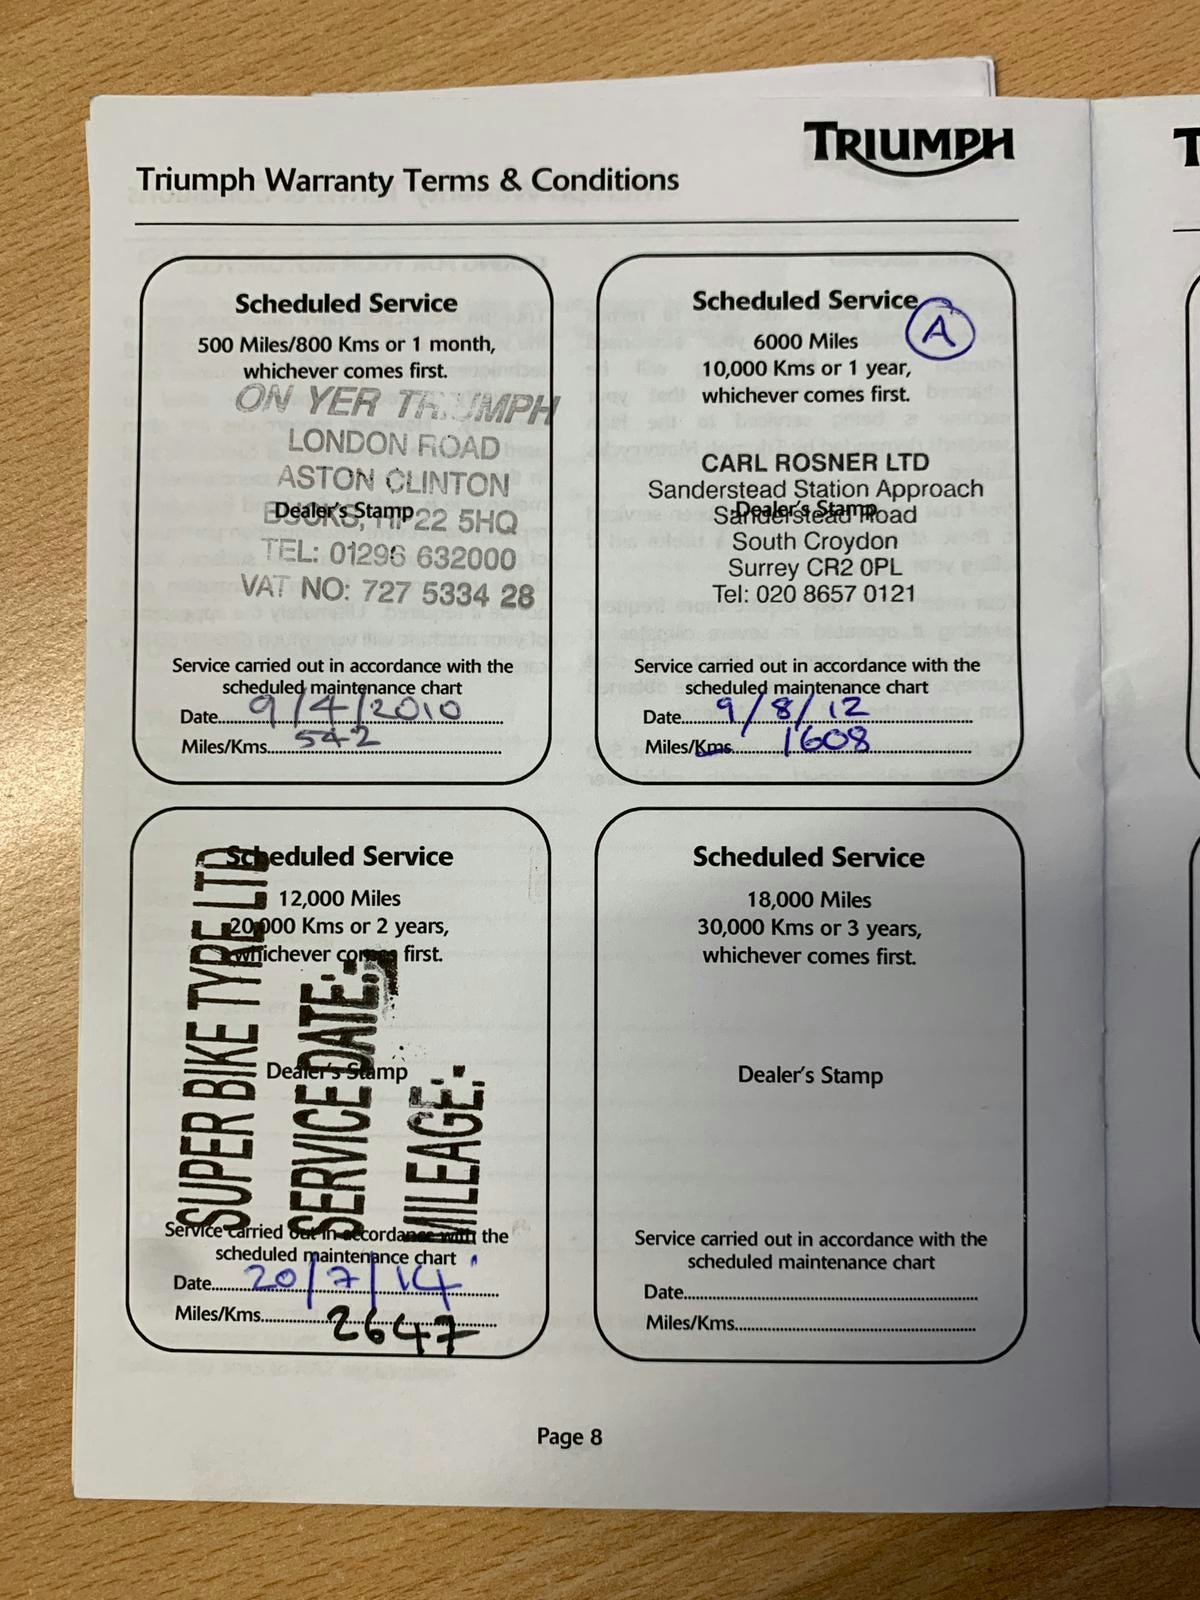 TRIUMPH
Triumph Warranty Terms & Conditions
Scheduled Service
500 Miles/800 Kms or 1 month,
whichever comes first.
ON YER TRIUMPH
LONDON ROAD
ASTON CLINTON
Dealer's Stamp
BUCKS, HP22 5HQ
TEL: 01296 632000
VAT NO: 727 5334 28
Service carried out in accordance with the
scheduled maintenance chart
Date 9/4/2010
Miles/Kms 542
Scheduled Service
A
6000 Miles
10,000 Kms or 1 year,
whichever comes first.
CARL ROSNER LTD
Sanderstead Station Approach
Dealer's Stamp
Sanderstead Road
South Croydon
Surrey CR2 0PL
Tel: 020 8657 0121
Service carried out in accordance with the
scheduled maintenance chart
Date 9/8/12
Miles/Kms 1608
Scheduled Service
12,000 Miles
20,000 Kms or 2 years,
whichever comes first.
SUPER BIKE TYRE LTD
SERVICE DATE:
MILEAGE:
Dealer's Stamp
Service carried out in accordance with the
scheduled maintenance chart
Date 20/7/14
Miles/Kms 2647
Scheduled Service
18,000 Miles
30,000 Kms or 3 years,
whichever comes first.
Dealer's Stamp
Service carried out in accordance with the
scheduled maintenance chart
Date
Miles/Kms
Page 8
T